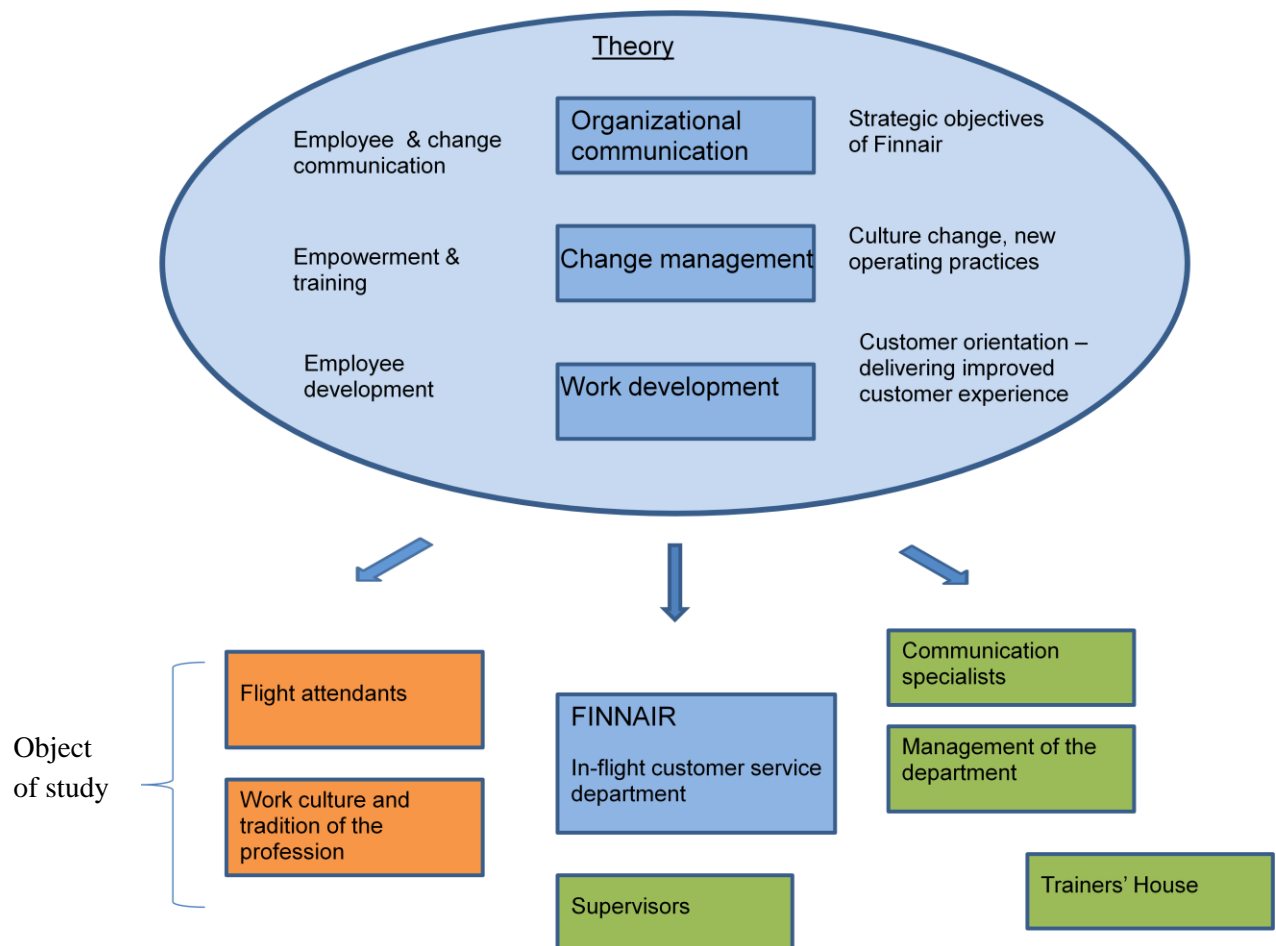 Theory
Employee & change
communication
Organizational
communication
Strategic objectives
of Finnair
Empowerment &
training
Change management
Culture change, new
operating practices
Employee
development
Work development
Customer orientation –
delivering improved
customer experience
Object
of study
Flight attendants
Work culture and
tradition of the
profession
FINNAIR
In-flight customer service
department
Supervisors
Communication
specialists
Management of the
department
Trainers’ House